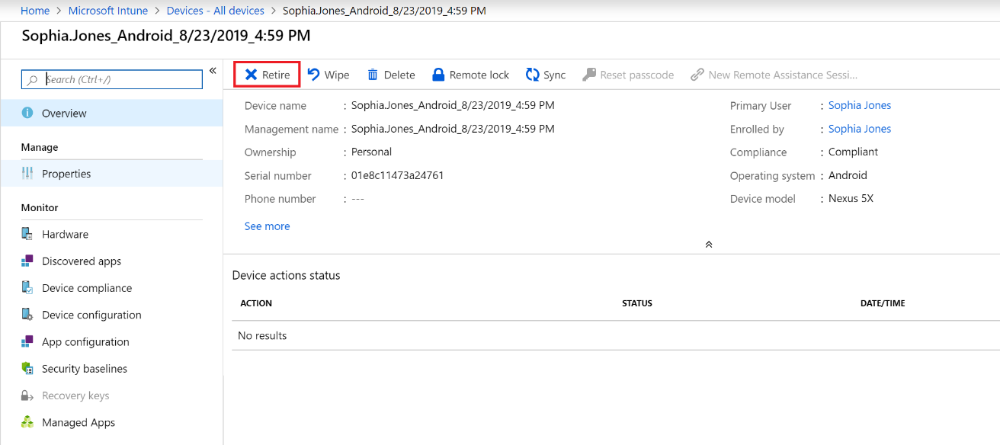 Home > Microsoft Intune > Devices - All devices > Sophia.Jones_Android_8/23/2019_4:59 PM
Sophia.Jones_Android_8/23/2019_4:59 PM
Search (Ctrl+/)
«
Overview
Manage
Properties
Monitor
Hardware
Discovered apps
Device compliance
Device configuration
App configuration
Security baselines
Recovery keys
Managed Apps
Retire Wipe Delete Remote lock Sync Reset passcode New Remote Assistance Sessi...
Device name : Sophia.Jones_Android_8/23/2019_4:59 PM
Management name : Sophia.Jones_Android_8/23/2019_4:59 PM
Ownership : Personal
Serial number : 01e8c11473a24761
Phone number : ---
See more
Primary User : Sophia Jones
Enrolled by : Sophia Jones
Compliance : Compliant
Operating system : Android
Device model : Nexus 5X
Device actions status
ACTION STATUS DATE/TIME
No results